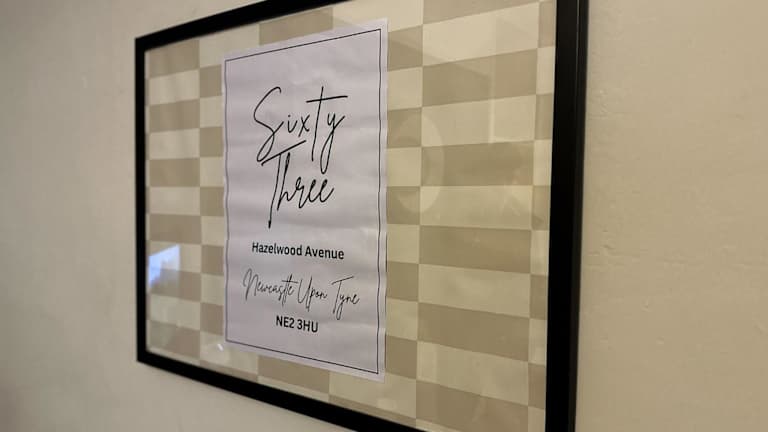 Sixty
Three
Hazelwood Avenue
Newcastle Upon Tyne
NE2 3HU